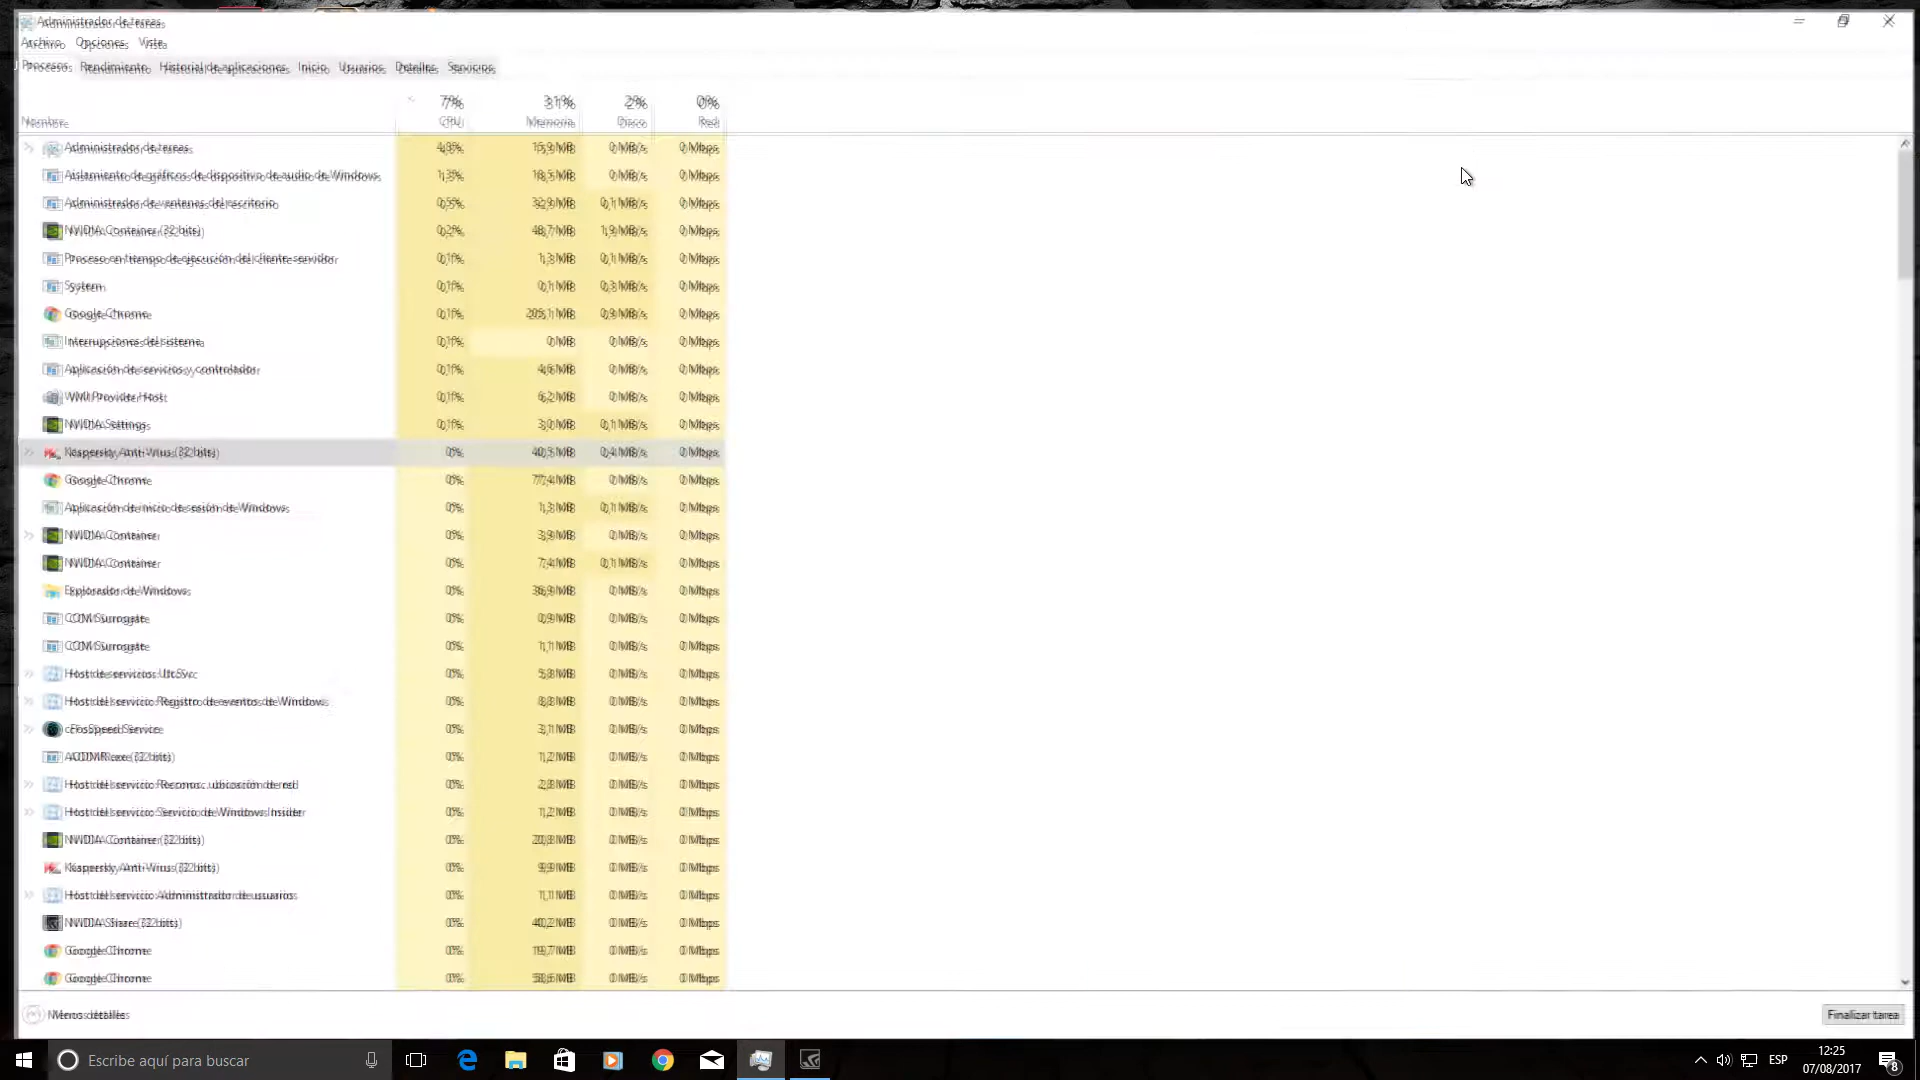 Administrador de tareas
Archivo Opciones Vista
Procesos Rendimiento Historial de aplicaciones Inicio Usuarios Detalles Servicios
7% 31% 2% 0%
Nombre CPU Memoria Disco Red
Administrador de tareas 4,8% 15,9 MB 0 MB/s 0 Mbps
Aislamiento de gráficos de dispositivo de audio de Windows 1,3% 18,5 MB 0 MB/s 0 Mbps
Administrador de ventanas del escritorio 0,5% 32,9 MB 0,1 MB/s 0 Mbps
NVIDIA Container (32 bits) 0,2% 48,7 MB 1,9 MB/s 0 Mbps
Proceso en tiempo de ejecución del cliente-servidor 0,1% 1,3 MB 0,1 MB/s 0 Mbps
System 0,1% 0,1 MB 0,3 MB/s 0 Mbps
Google Chrome 0,1% 205,1 MB 0,9 MB/s 0 Mbps
Interrupciones del sistema 0,1% 0 MB 0 MB/s 0 Mbps
Aplicación de servicios y controlador 0,1% 4,6 MB 0 MB/s 0 Mbps
WMI Provider Host 0,1% 6,2 MB 0 MB/s 0 Mbps
NVIDIA Settings 0,1% 3,0 MB 0,1 MB/s 0 Mbps
Kaspersky Anti-Virus (32 bits) 0% 40,5 MB 0,4 MB/s 0 Mbps
Google Chrome 0% 77,4 MB 0 MB/s 0 Mbps
Aplicación de inicio de sesión de Windows 0% 1,3 MB 0,1 MB/s 0 Mbps
NVIDIA Container 0% 3,9 MB 0 MB/s 0 Mbps
NVIDIA Container 0% 7,4 MB 0,1 MB/s 0 Mbps
Explorador de Windows 0% 36,9 MB 0 MB/s 0 Mbps
COM Surrogate 0% 0,9 MB 0 MB/s 0 Mbps
COM Surrogate 0% 1,1 MB 0 MB/s 0 Mbps
Host de servicios: UtcSvc 0% 5,8 MB 0 MB/s 0 Mbps
Host del servicio: Registro de eventos de Windows 0% 8,8 MB 0 MB/s 0 Mbps
cFosSpeed Service 0% 3,1 MB 0 MB/s 0 Mbps
(32 bits) 0% 1,2 MB 0 MB/s 0 Mbps
Host del servicio: Reconoc. ubicación de red 0% 2,8 MB 0 MB/s 0 Mbps
Host del servicio: Servicio de Windows Insider 0% 1,2 MB 0 MB/s 0 Mbps
NVIDIA Container (32 bits) 0% 20,8 MB 0 MB/s 0 Mbps
Kaspersky Anti-Virus (32 bits) 0% 9,9 MB 0 MB/s 0 Mbps
Host del servicio: Administrador de usuarios 0% 1,1 MB 0 MB/s 0 Mbps
NVIDIA Share (32 bits) 0% 40,2 MB 0 MB/s 0 Mbps
Google Chrome 0% 19,7 MB 0 MB/s 0 Mbps
Google Chrome 0% 58,6 MB 0 MB/s 0 Mbps
Menos detalles
Finalizar tarea
Escribe aquí para buscar
ESP
12:25
07/08/2017
8